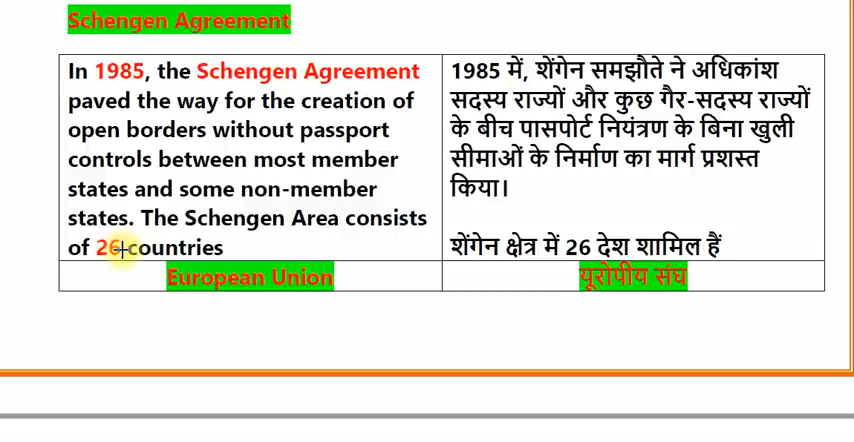 Schengen Agreement
In 1985, the Schengen Agreement
paved the way for the creation of
open borders without passport
controls between most member
states and some non-member
states. The Schengen Area consists
of 26 countries
1985 में, शेंगेन समझौते ने अधिकांश
सदस्य राज्यों और कुछ गैर-सदस्य राज्यों
के बीच पासपोर्ट नियंत्रण के बिना खुली
सीमाओं के निर्माण का मार्ग प्रशस्त
किया।
शेंगेन क्षेत्र में 26 देश शामिल हैं
European Union
यूरोपीय संघ